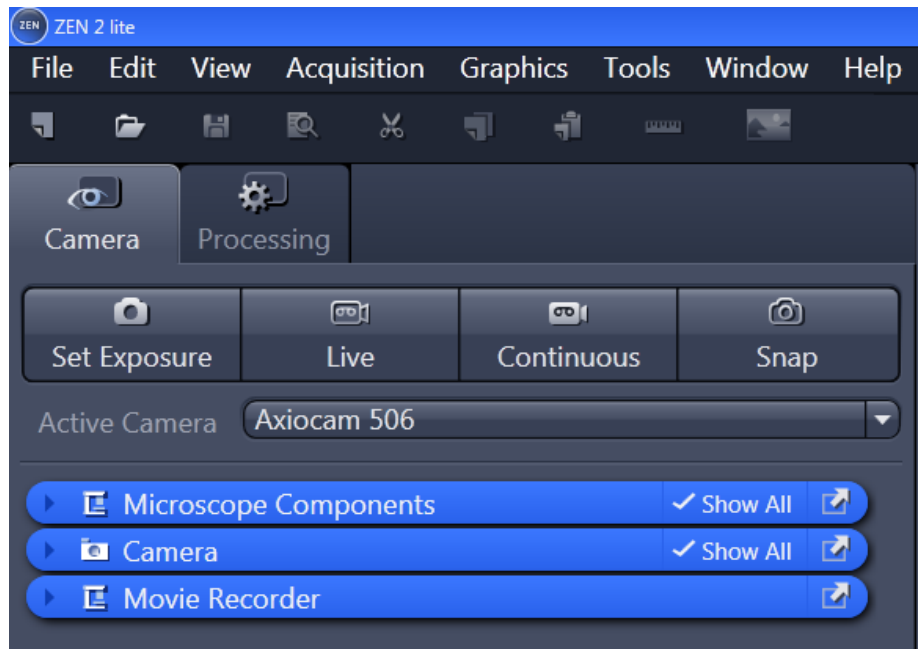 ZEN ZEN 2 lite
File Edit View Acquisition Graphics Tools Window Help
Camera Processing
Set Exposure Live Continuous Snap
Active Camera Axiocam 506
Microscope Components Show All
Camera Show All
Movie Recorder